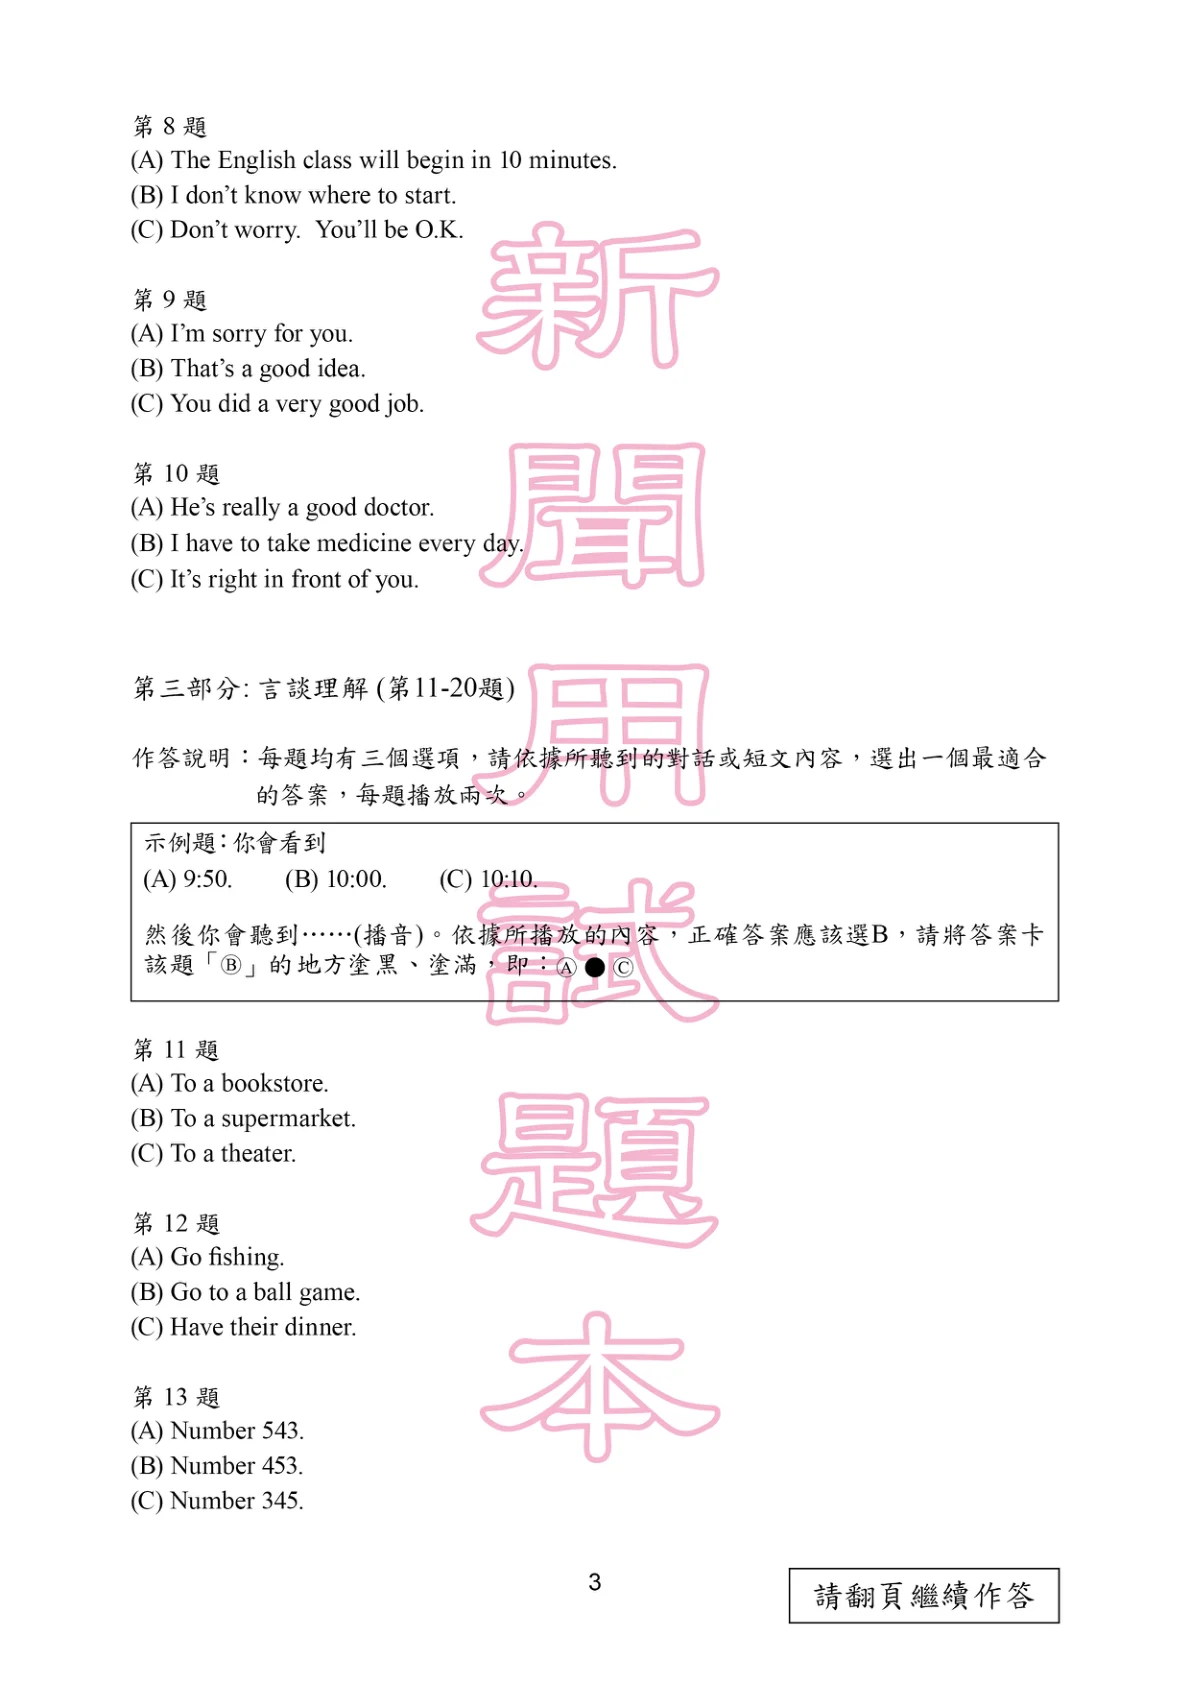 第 8 題
(A) The English class will begin in 10 minutes.
(B) I don’t know where to start.
(C) Don’t worry.  You’ll be O.K.
第 9 題
(A) I’m sorry for you.
(B) That’s a good idea.
(C) You did a very good job.
第 10 題
(A) He’s really a good doctor.
(B) I have to take medicine every day.
(C) It’s right in front of you.
第三部分: 言談理解 (第11-20題)
作答說明：每題均有三個選項，請依據所聽到的對話或短文內容，選出一個最適合
的答案，每題播放兩次。
示例題：你會看到
(A) 9:50. (B) 10:00. (C) 10:10.
然後你會聽到……(播音)。依據所播放的內容，正確答案應該選B，請將答案卡
該題「Ⓑ」的地方塗黑、塗滿，即：Ⓐ ● Ⓒ
第 11 題
(A) To a bookstore.
(B) To a supermarket.
(C) To a theater.
第 12 題
(A) Go fishing.
(B) Go to a ball game.
(C) Have their dinner.
第 13 題
(A) Number 543.
(B) Number 453.
(C) Number 345.
3
請翻頁繼續作答
新聞用試題本